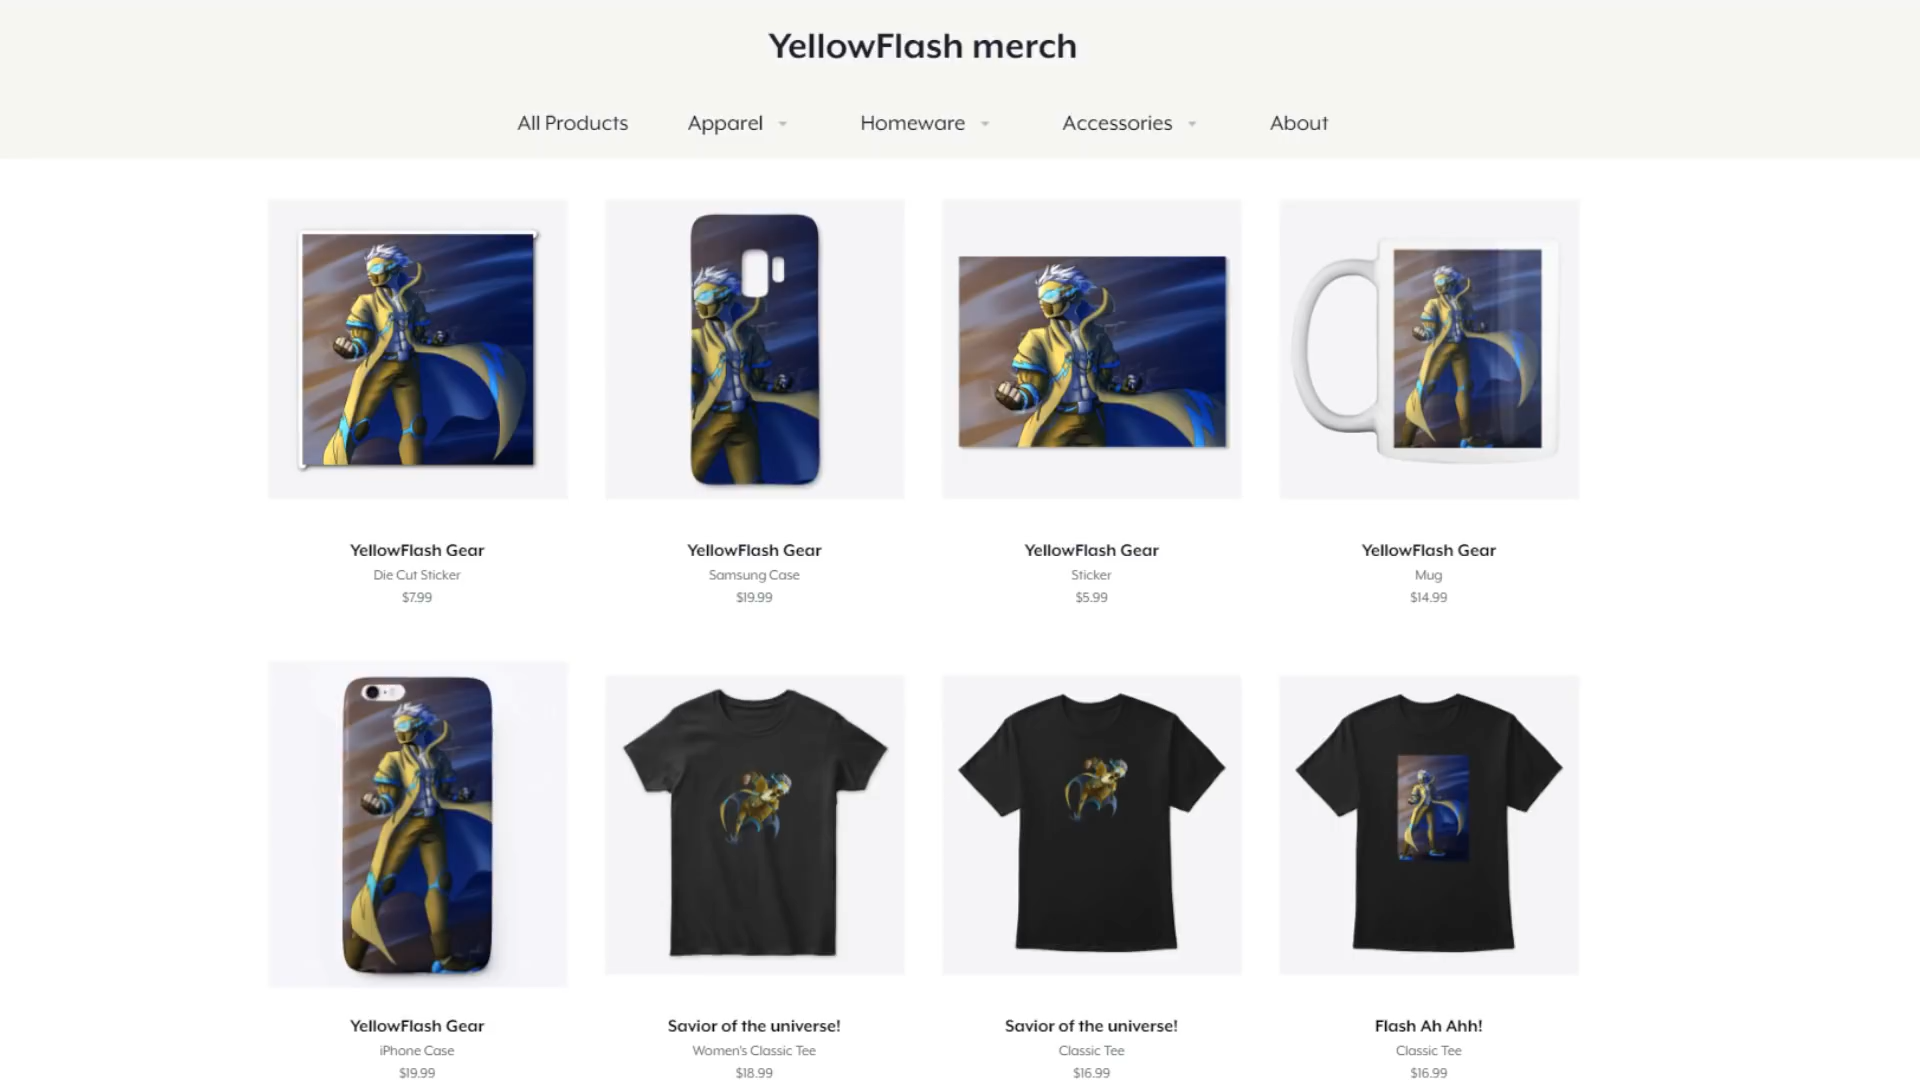 YellowFlash merch
All Products
Apparel
Homeware
Accessories
About
YellowFlash Gear
Die Cut Sticker
$7.99
YellowFlash Gear
Samsung Case
$19.99
YellowFlash Gear
Sticker
$5.99
YellowFlash Gear
Mug
$14.99
YellowFlash Gear
iPhone Case
$19.99
Savior of the universe!
Women's Classic Tee
$18.99
Savior of the universe!
Classic Tee
$16.99
Flash Ah Ahh!
Classic Tee
$16.99